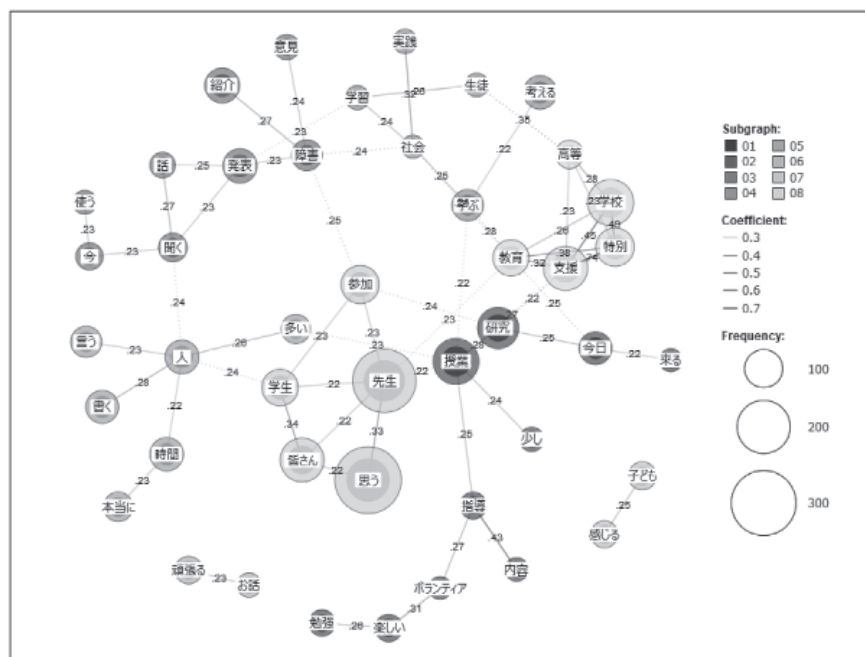 意見
実践
紹介
.24
学習
.32
.28
生徒
考える
.27
.23
.24
.35
話
.25
発表
.23
障害
.24
社会
.22
高等
.28
使う
.27
.23
.25
.25
学ぶ
.23
.23
学校
.49
.23
今
.23
聞く
.28
.26
.45
特別
教育
.38
.32
支援
.74
.24
参加
.24
.23
.22
.25
.22
言う
.23
人
.26
多い
.23
.23
.23
研究
.27
.25
今日
.22
来る
.28
.24
学生
.22
先生
.22
授業
.28
書く
.22
.34
.22
.33
.24
少し
時間
皆さん
.22
思う
.25
.23
本当に
指導
子ども
.25
感じる
頑張る
.23
お話
.27
.43
内容
ボランティア
.31
勉強
.26
楽しい
Subgraph:
01 05
02 06
03 07
04 08
Coefficient:
0.3
0.4
0.5
0.6
0.7
Frequency:
100
200
300